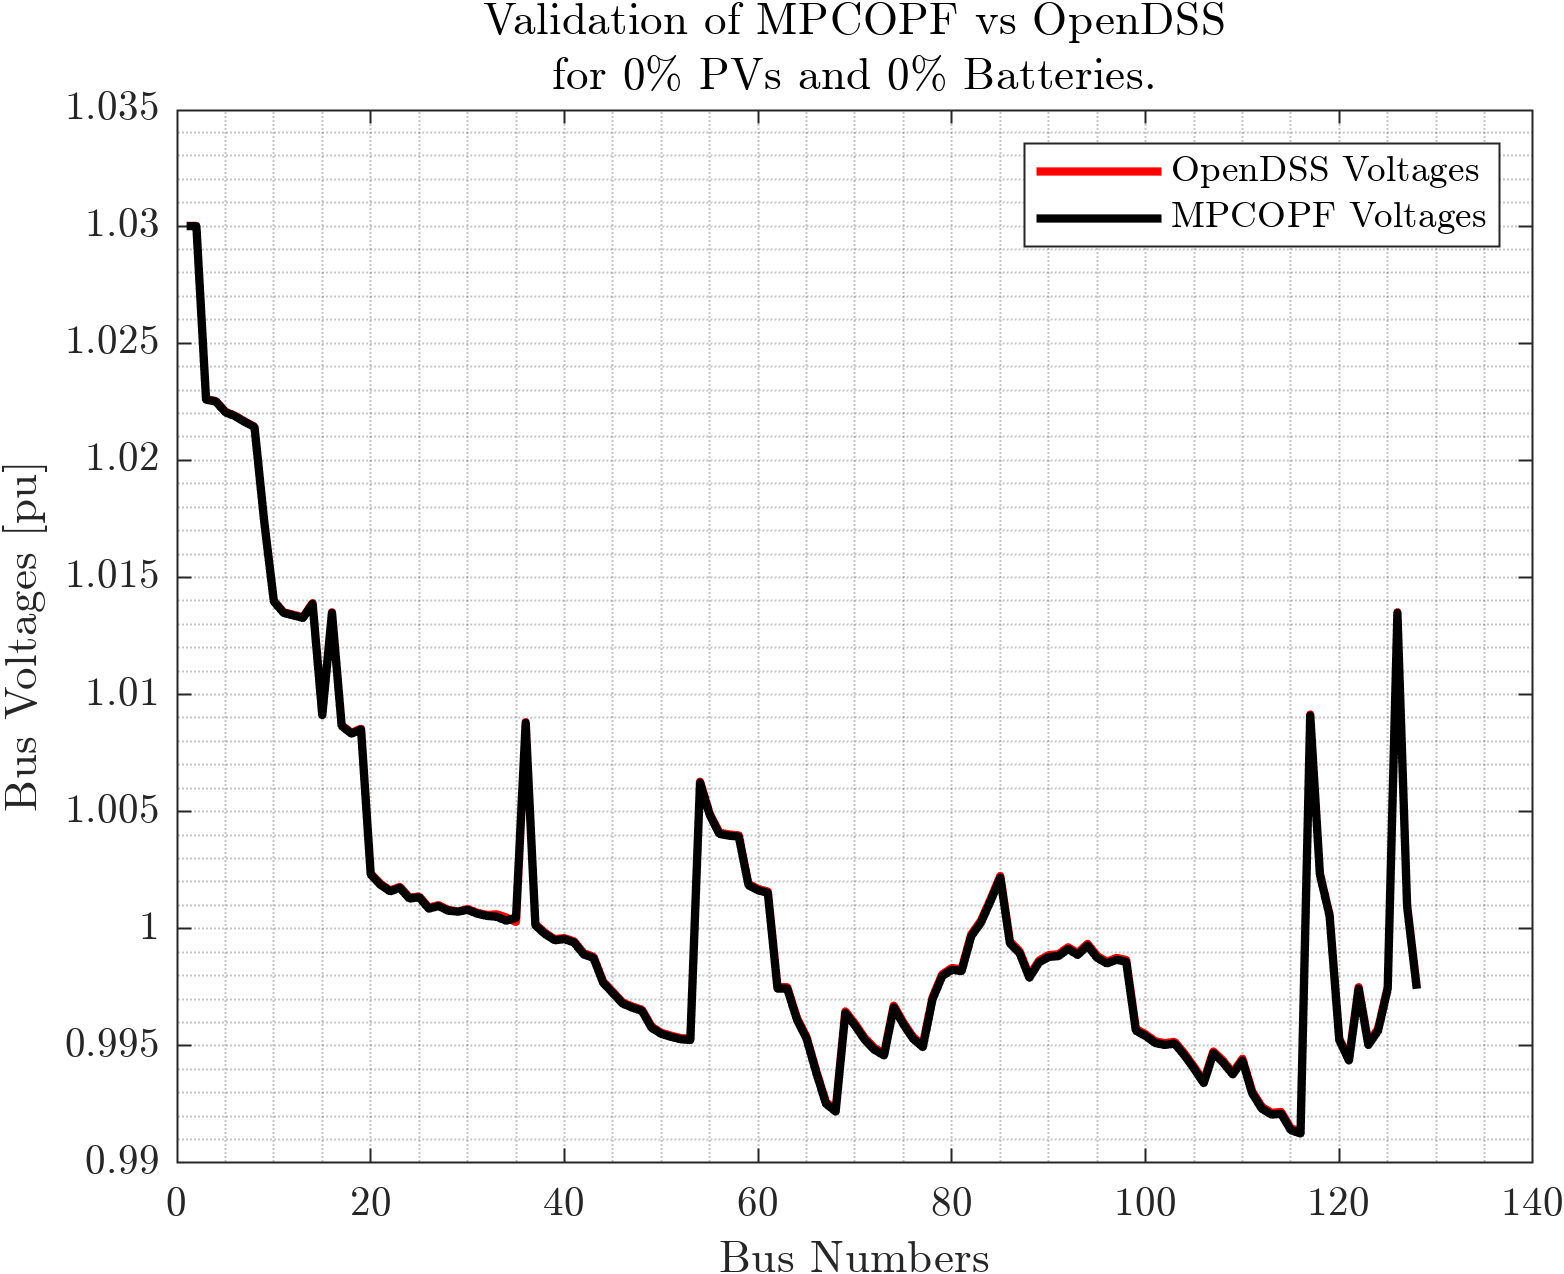 Validation of MPCOPF vs OpenDSS
for 0% PVs and 0% Batteries.
OpenDSS Voltages
MPCOPF Voltages
Bus Voltages [pu]
1.035
1.03
1.025
1.02
1.015
1.01
1.005
1
0.995
0.99
0 20 40 60 80 100 120 140
Bus Numbers